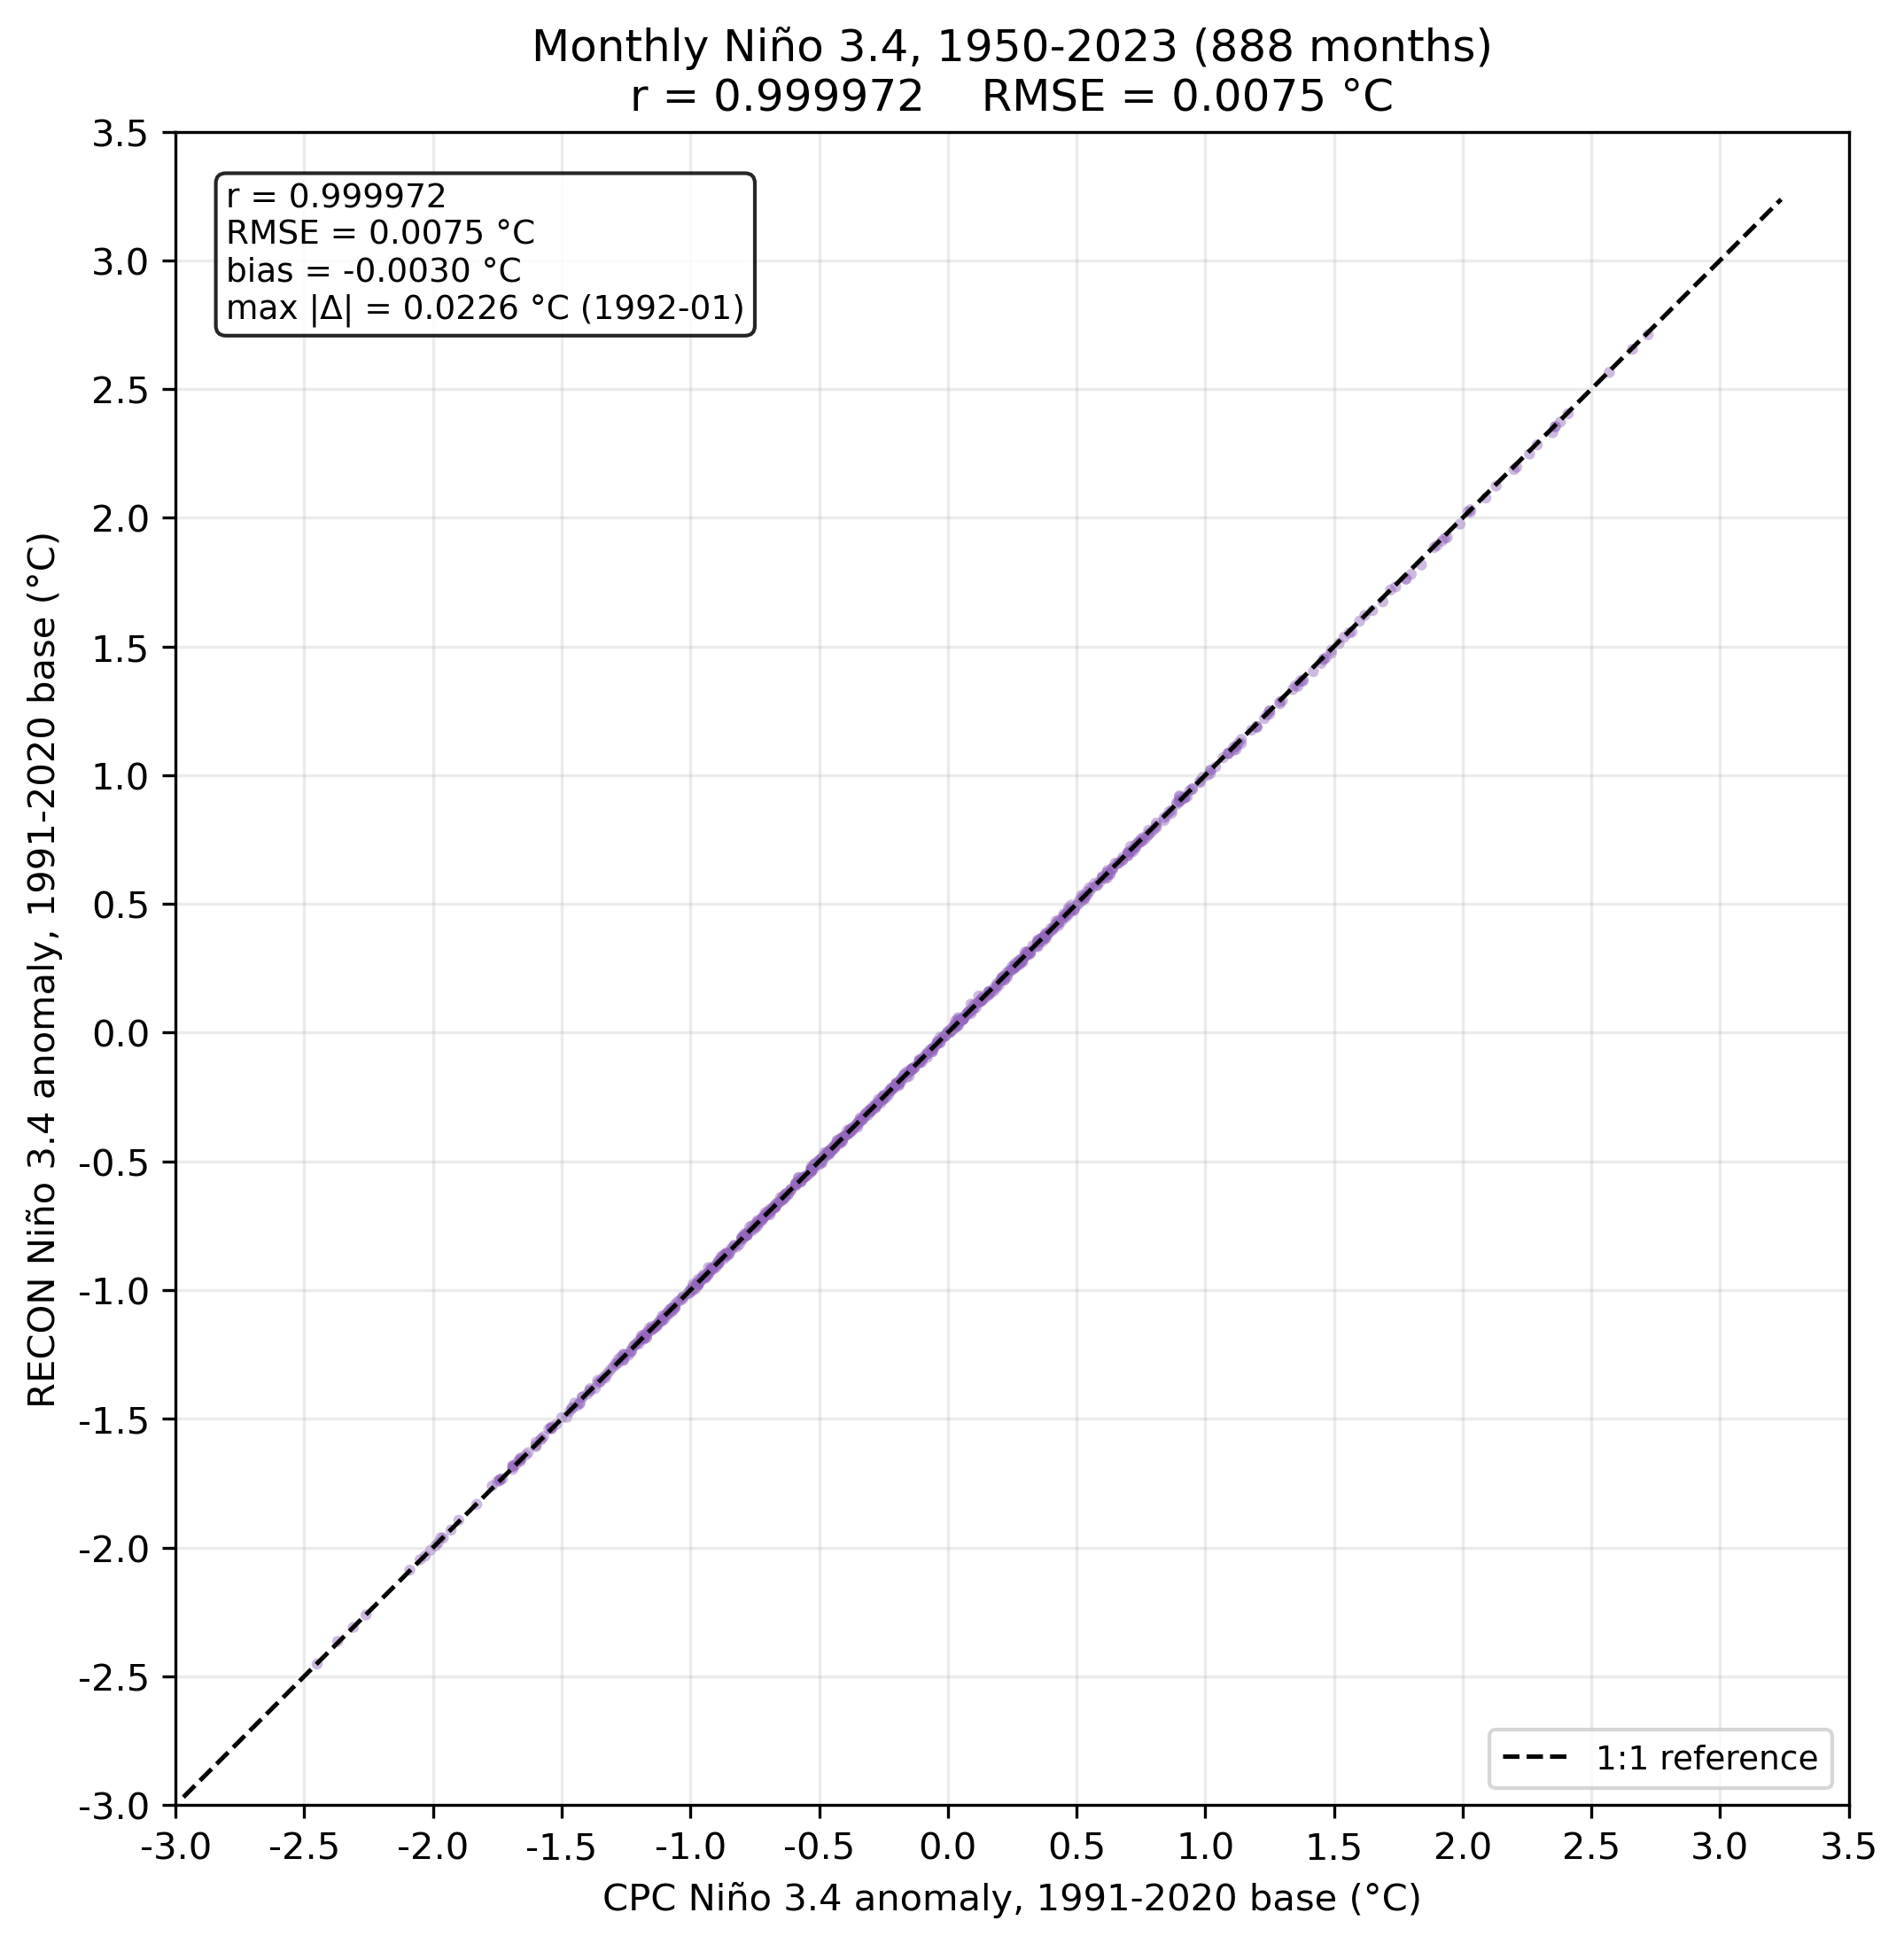 Monthly Niño 3.4, 1950-2023 (888 months)
r = 0.999972    RMSE = 0.0075 °C
r = 0.999972
RMSE = 0.0075 °C
bias = -0.0030 °C
max |Δ| = 0.0226 °C (1992-01)
RECON Niño 3.4 anomaly, 1991-2020 base (°C)
3.5
3.0
2.5
2.0
1.5
1.0
0.5
0.0
-0.5
-1.0
-1.5
-2.0
-2.5
-3.0
1:1 reference
-3.0 -2.5 -2.0 -1.5 -1.0 -0.5 0.0 0.5 1.0 1.5 2.0 2.5 3.0 3.5
CPC Niño 3.4 anomaly, 1991-2020 base (°C)